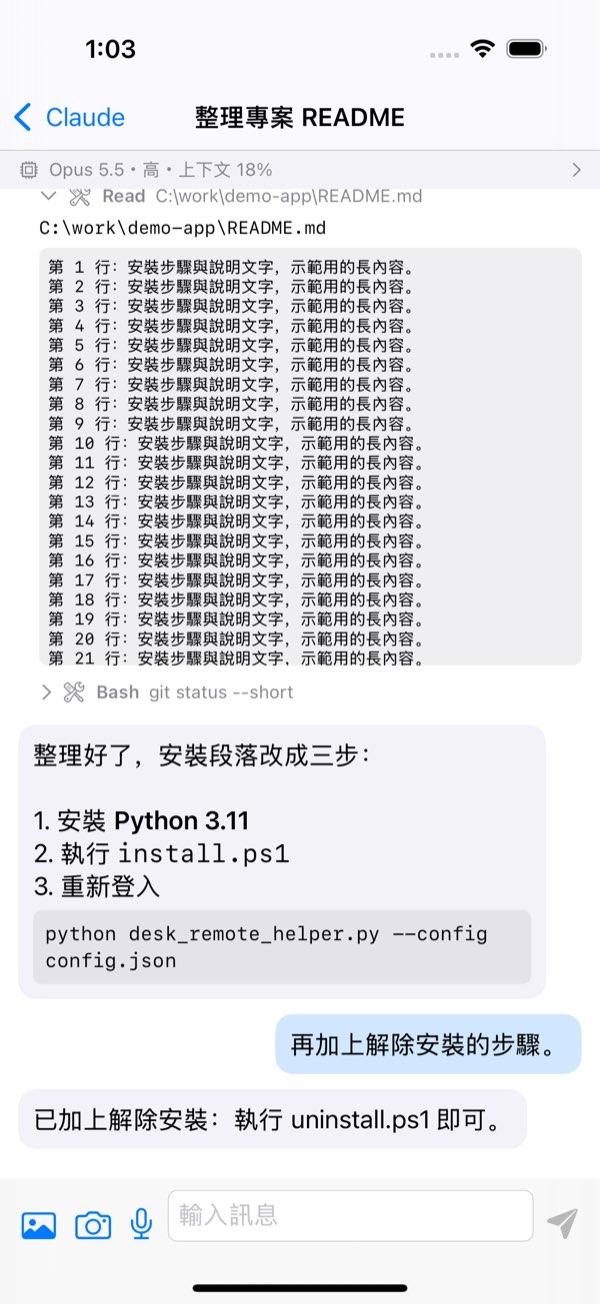 1:03
Claude
整理專案 README
Opus 5.5・高・上下文 18%
Read C:\work\demo-app\README.md
C:\work\demo-app\README.md
第 1 行：安裝步驟與說明文字，示範用的長內容。
第 2 行：安裝步驟與說明文字，示範用的長內容。
第 3 行：安裝步驟與說明文字，示範用的長內容。
第 4 行：安裝步驟與說明文字，示範用的長內容。
第 5 行：安裝步驟與說明文字，示範用的長內容。
第 6 行：安裝步驟與說明文字，示範用的長內容。
第 7 行：安裝步驟與說明文字，示範用的長內容。
第 8 行：安裝步驟與說明文字，示範用的長內容。
第 9 行：安裝步驟與說明文字，示範用的長內容。
第 10 行：安裝步驟與說明文字，示範用的長內容。
第 11 行：安裝步驟與說明文字，示範用的長內容。
第 12 行：安裝步驟與說明文字，示範用的長內容。
第 13 行：安裝步驟與說明文字，示範用的長內容。
第 14 行：安裝步驟與說明文字，示範用的長內容。
第 15 行：安裝步驟與說明文字，示範用的長內容。
第 16 行：安裝步驟與說明文字，示範用的長內容。
第 17 行：安裝步驟與說明文字，示範用的長內容。
第 18 行：安裝步驟與說明文字，示範用的長內容。
第 19 行：安裝步驟與說明文字，示範用的長內容。
第 20 行：安裝步驟與說明文字，示範用的長內容。
第 21 行：安裝步驟與說明文字，示範用的長內容。
Bash git status --short
整理好了，安裝段落改成三步：
1. 安裝 Python 3.11
2. 執行 install.ps1
3. 重新登入
python desk_remote_helper.py --config
config.json
再加上解除安裝的步驟。
已加上解除安裝：執行 uninstall.ps1 即可。
輸入訊息